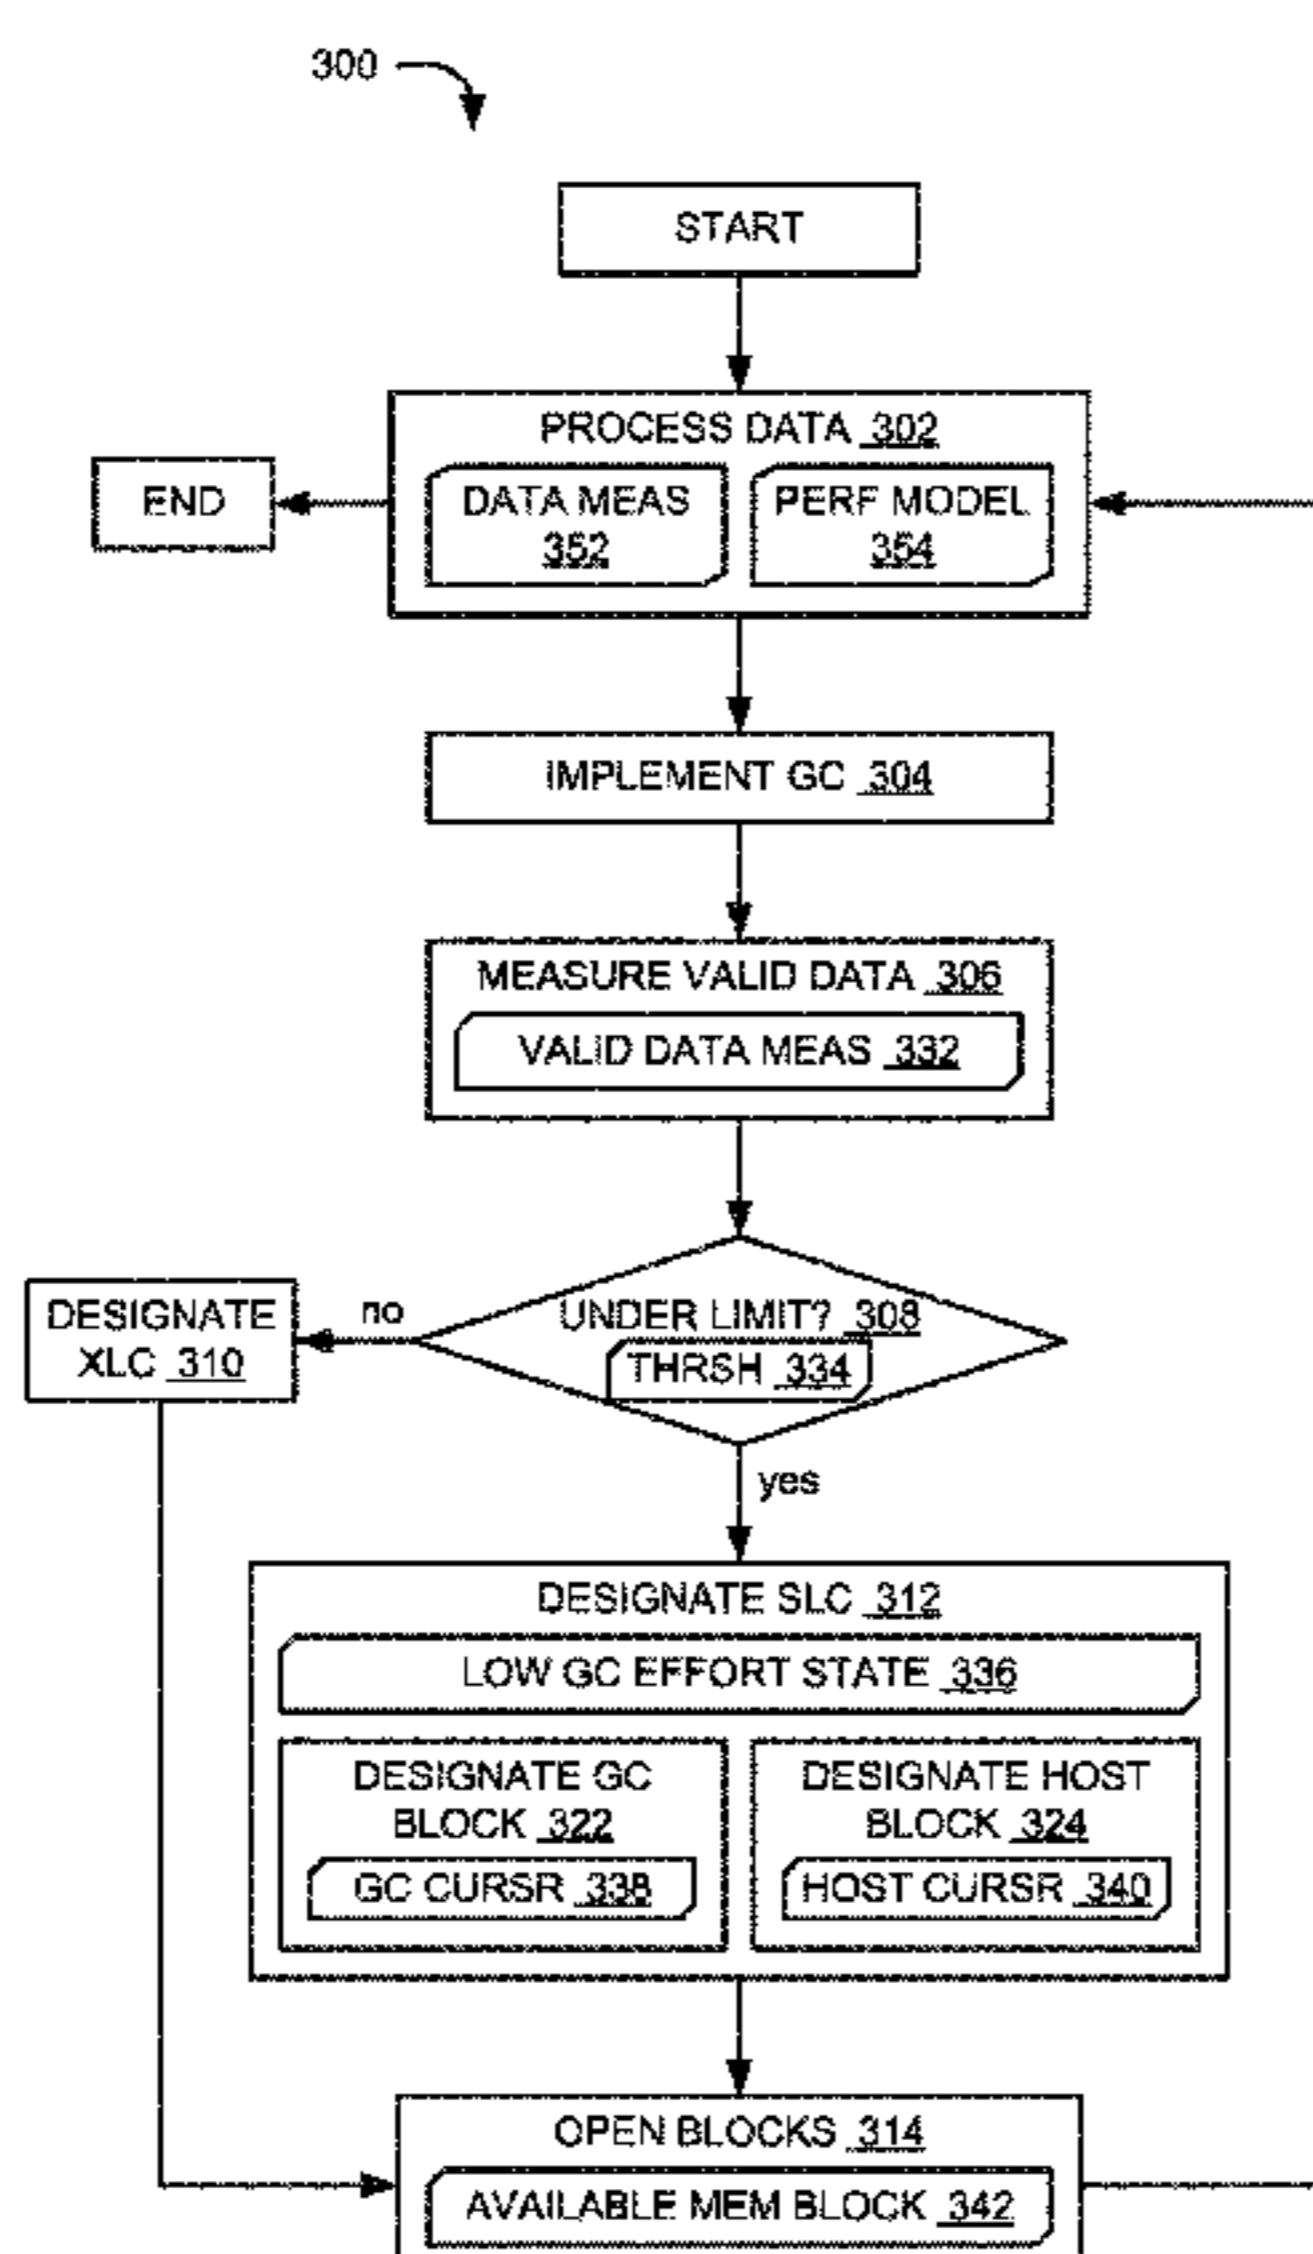 300
START
PROCESS DATA 302
END
DATA MEAS
352
PERF MODEL
354
IMPLEMENT GC 304
MEASURE VALID DATA 306
VALID DATA MEAS 332
DESIGNATE
XLC 310
no
UNDER LIMIT? 308
THRSH 334
yes
DESIGNATE SLC 312
LOW GC EFFORT STATE 336
DESIGNATE GC
BLOCK 322
GC CURSR 338
DESIGNATE HOST
BLOCK 324
HOST CURSR 340
OPEN BLOCKS 314
AVAILABLE MEM BLOCK 342